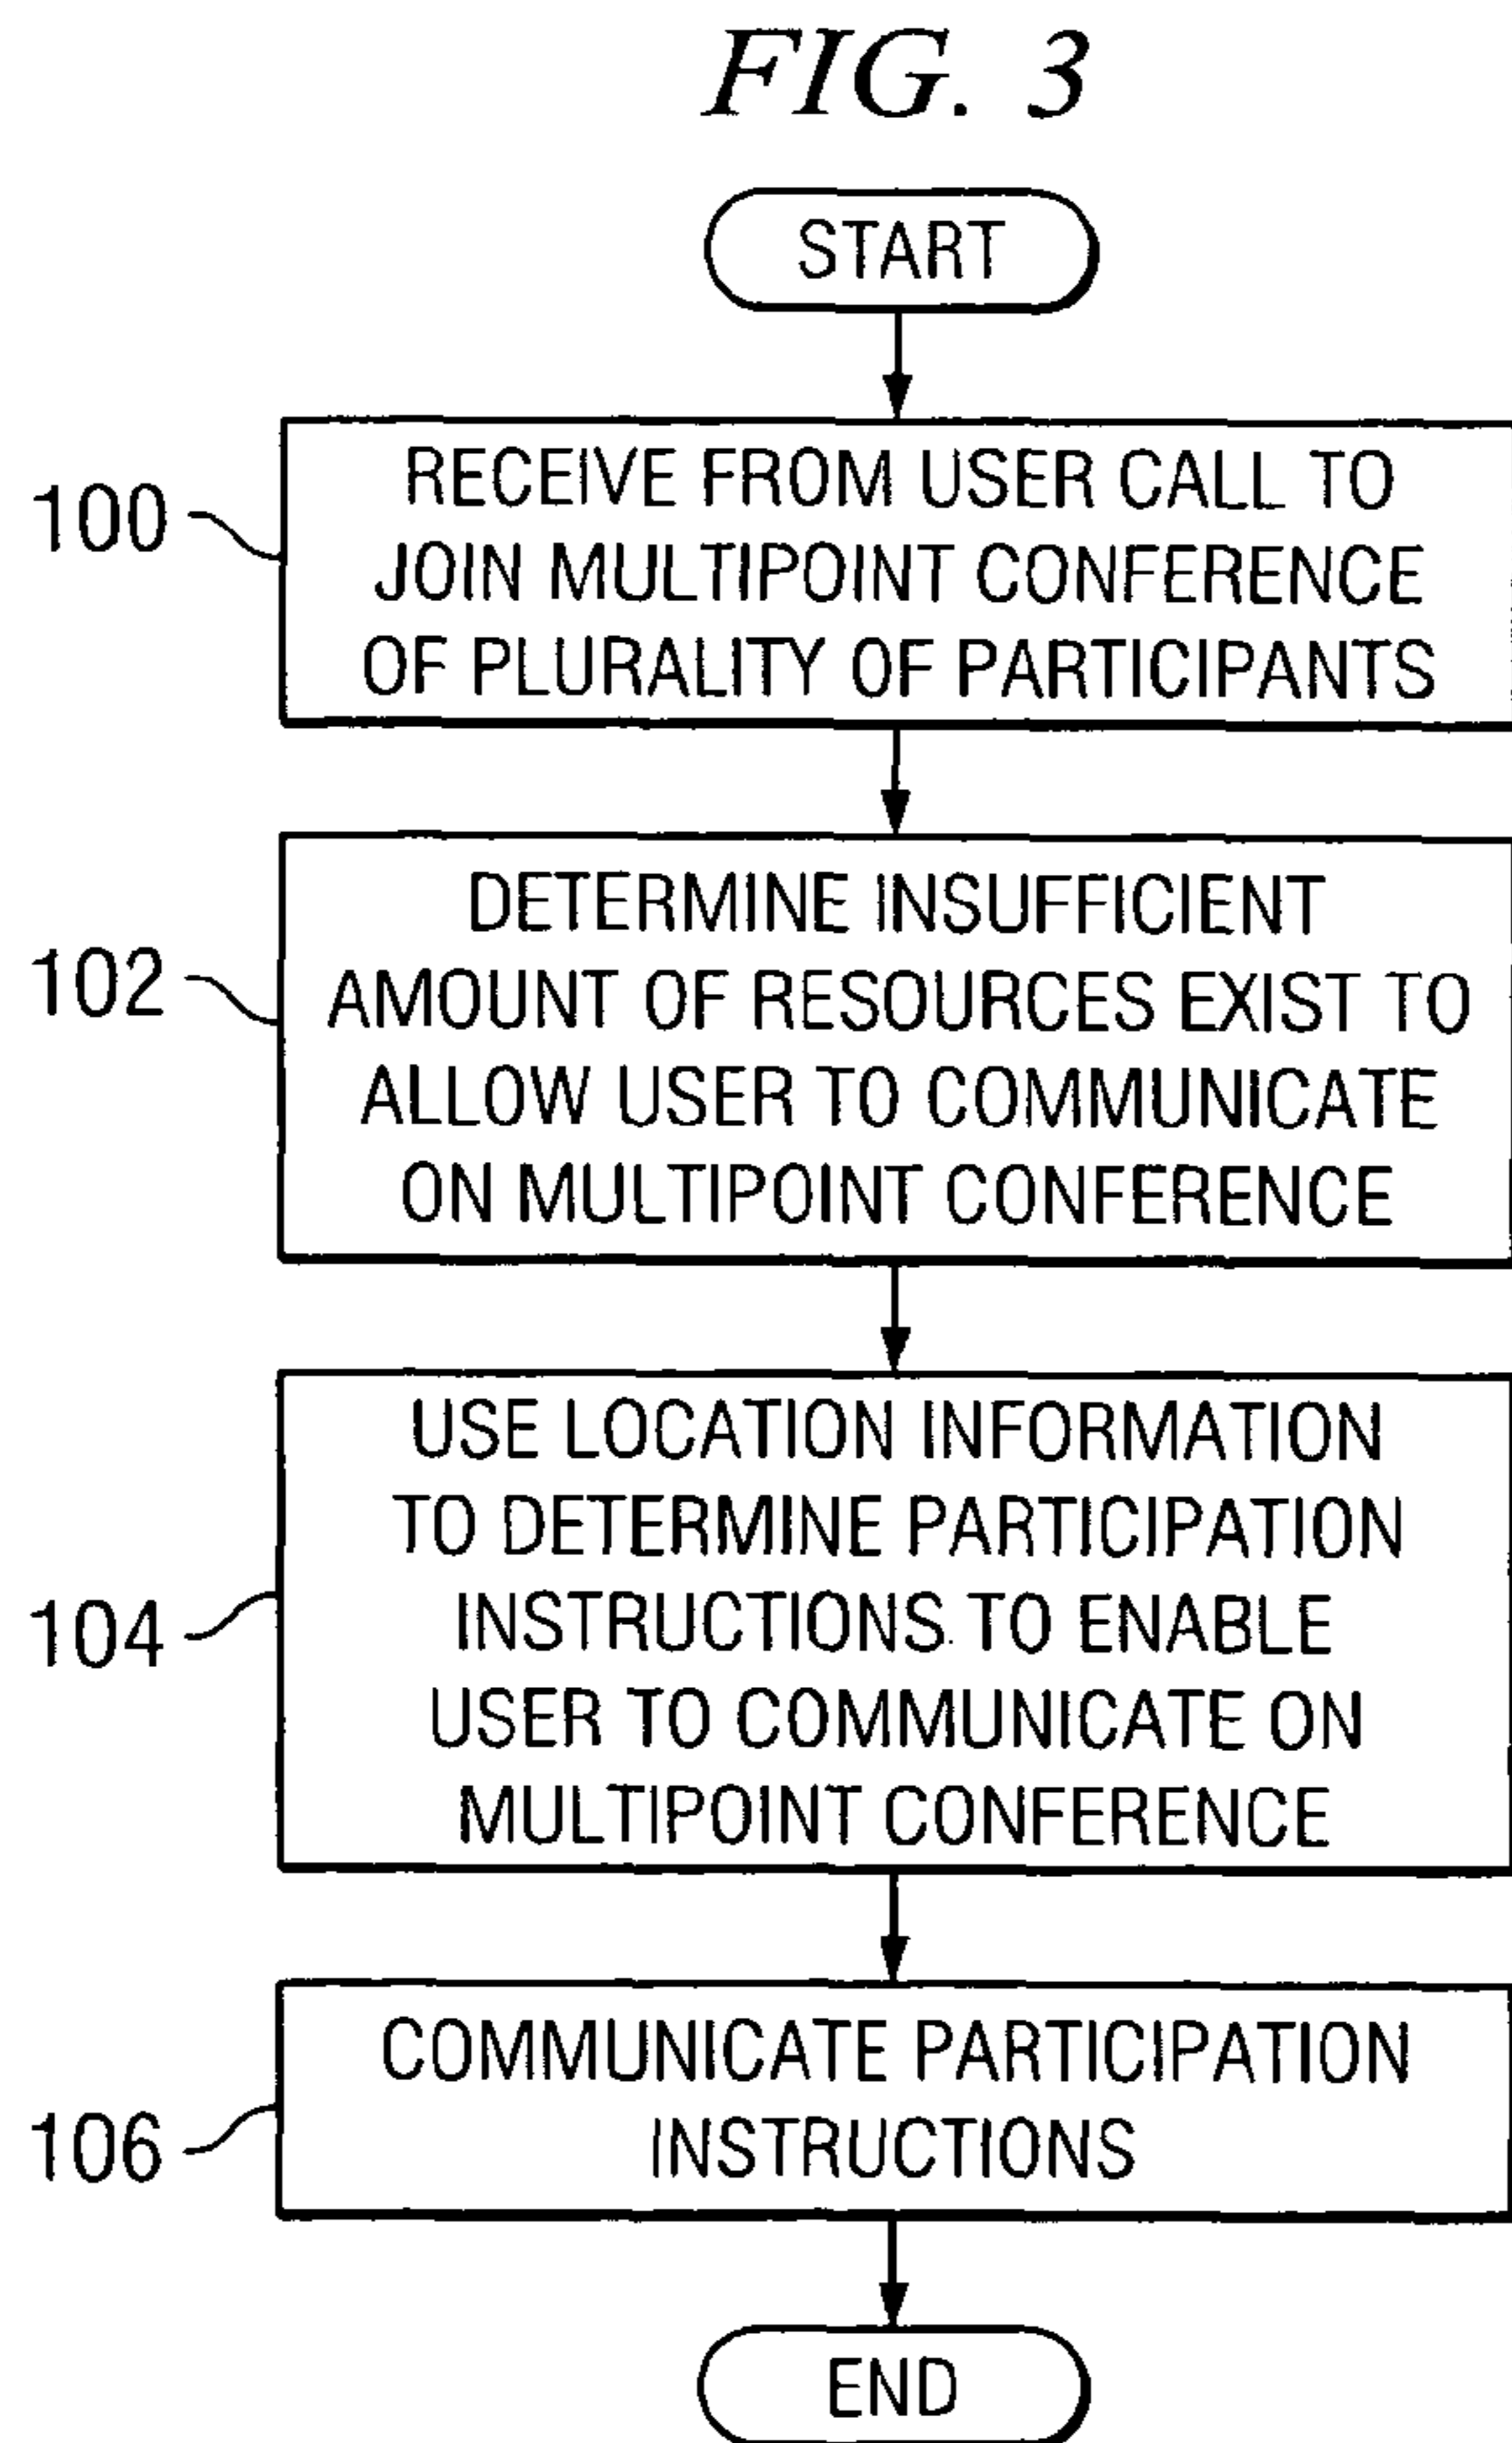 FIG. 3
START
100
RECEIVE FROM USER CALL TO
JOIN MULTIPOINT CONFERENCE
OF PLURALITY OF PARTICIPANTS
102
DETERMINE INSUFFICIENT
AMOUNT OF RESOURCES EXIST TO
ALLOW USER TO COMMUNICATE
ON MULTIPOINT CONFERENCE
104
USE LOCATION INFORMATION
TO DETERMINE PARTICIPATION
INSTRUCTIONS TO ENABLE
USER TO COMMUNICATE ON
MULTIPOINT CONFERENCE
106
COMMUNICATE PARTICIPATION
INSTRUCTIONS
END